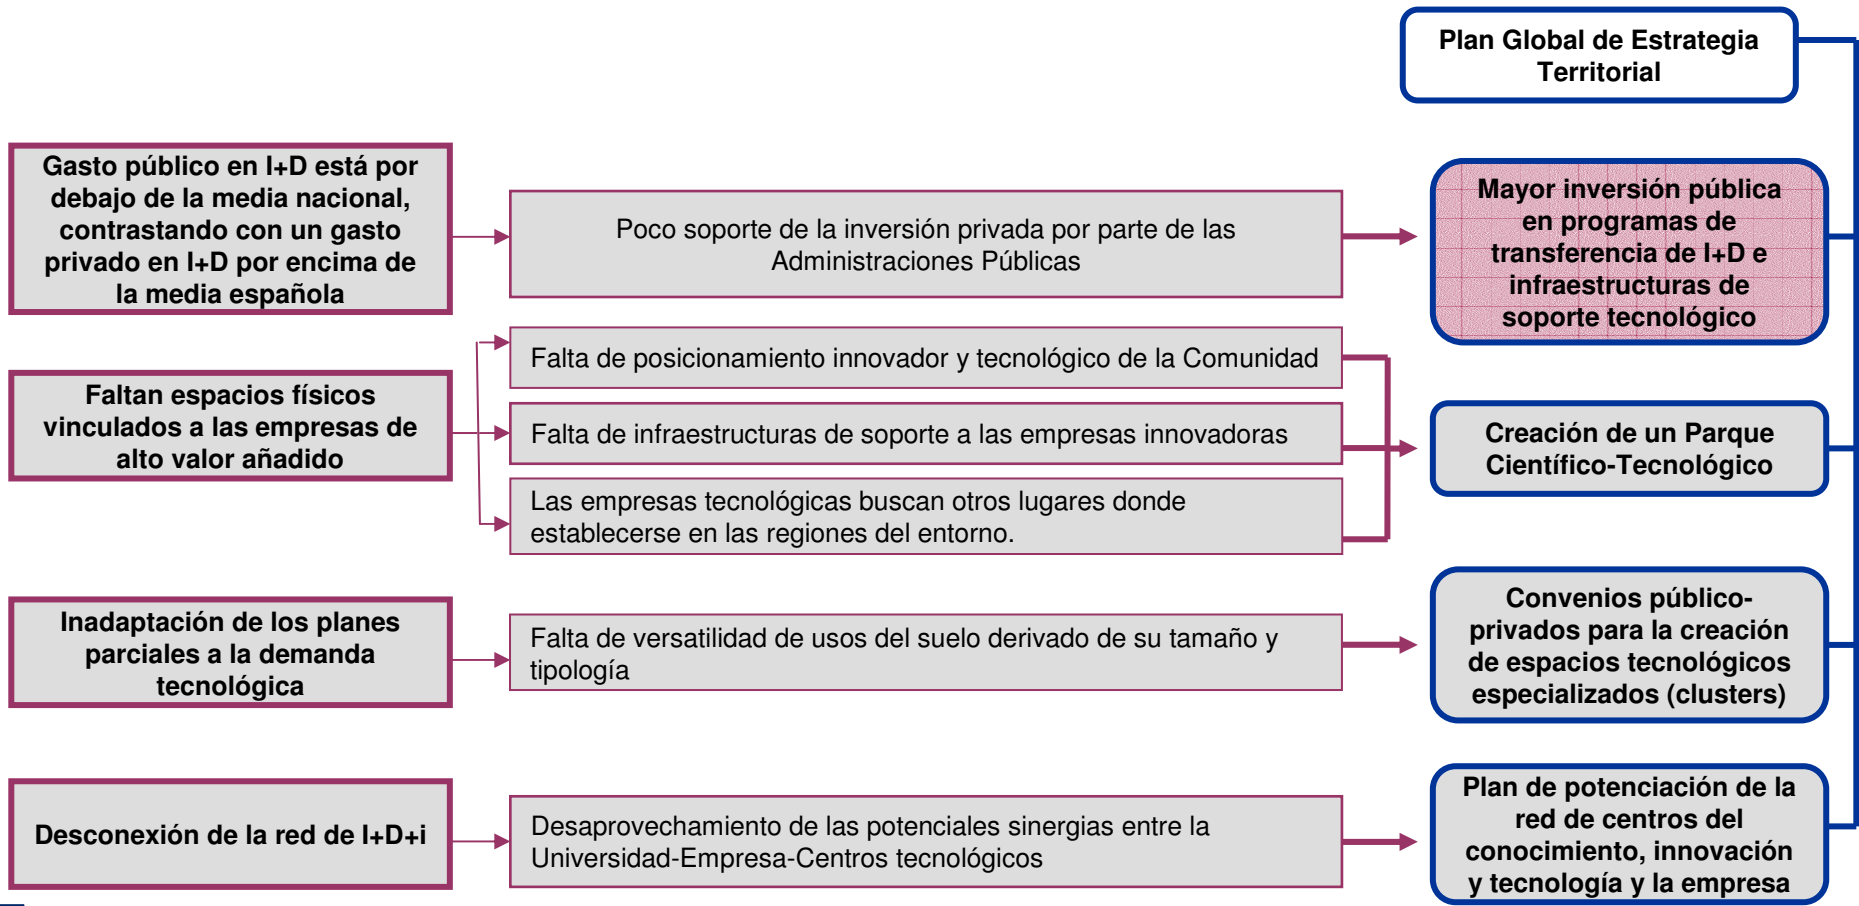 Plan Global de Estrategia
Territorial
Gasto público en I+D está por
debajo de la media nacional,
contrastando con un gasto
privado en I+D por encima de
la media española
Poco soporte de la inversión privada por parte de las
Administraciones Públicas
Mayor inversión pública
en programas de
transferencia de I+D e
infraestructuras de
soporte tecnológico
Faltan espacios físicos
vinculados a las empresas de
alto valor añadido
Falta de posicionamiento innovador y tecnológico de la Comunidad
Falta de infraestructuras de soporte a las empresas innovadoras
Las empresas tecnológicas buscan otros lugares donde
establecerse en las regiones del entorno.
Creación de un Parque
Científico-Tecnológico
Inadaptación de los planes
parciales a la demanda
tecnológica
Falta de versatilidad de usos del suelo derivado de su tamaño y
tipología
Convenios público-
privados para la creación
de espacios tecnológicos
especializados (clusters)
Desconexión de la red de I+D+i
Desaprovechamiento de las potenciales sinergias entre la
Universidad-Empresa-Centros tecnológicos
Plan de potenciación de la
red de centros del
conocimiento, innovación
y tecnología y la empresa